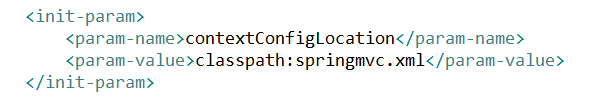 <init-param>
    <param-name>contextConfigLocation</param-name>
    <param-value>classpath:springmvc.xml</param-value>
</init-param>